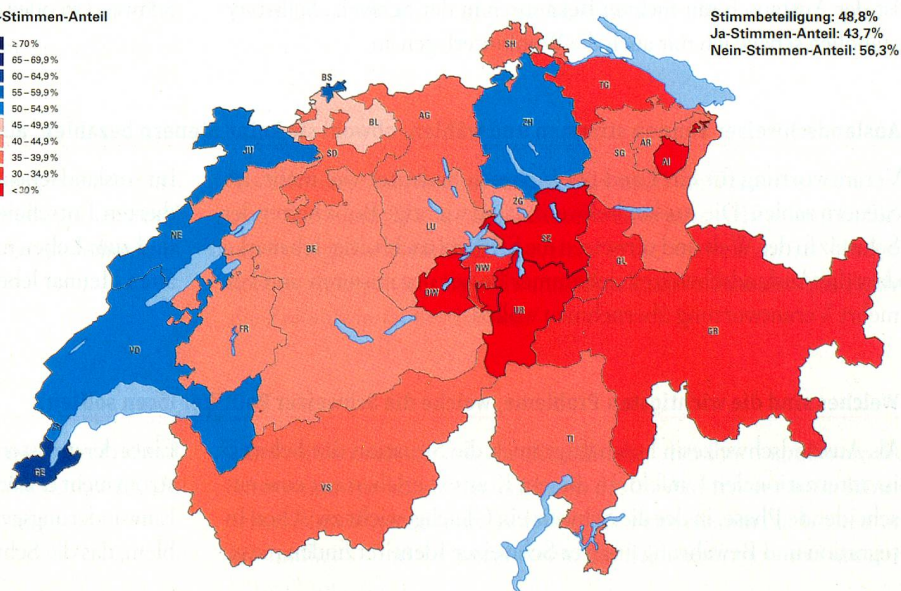 -Stimmen-Anteil
≥70%
65–69,9%
60–64,9%
55–59,9%
50–54,9%
45–49,9%
40–44,9%
35–39,9%
30–34,9%
Stimmbeteiligung: 48,8%
Ja-Stimmen-Anteil: 43,7%
Nein-Stimmen-Anteil: 56,3%
SH
BS
TG
BL
AG
ZH
JU
SO
SG
AR
AI
ZG
NE
LU
SZ
BE
NW
GL
OW
UR
FR
GR
VD
TI
GE
VS